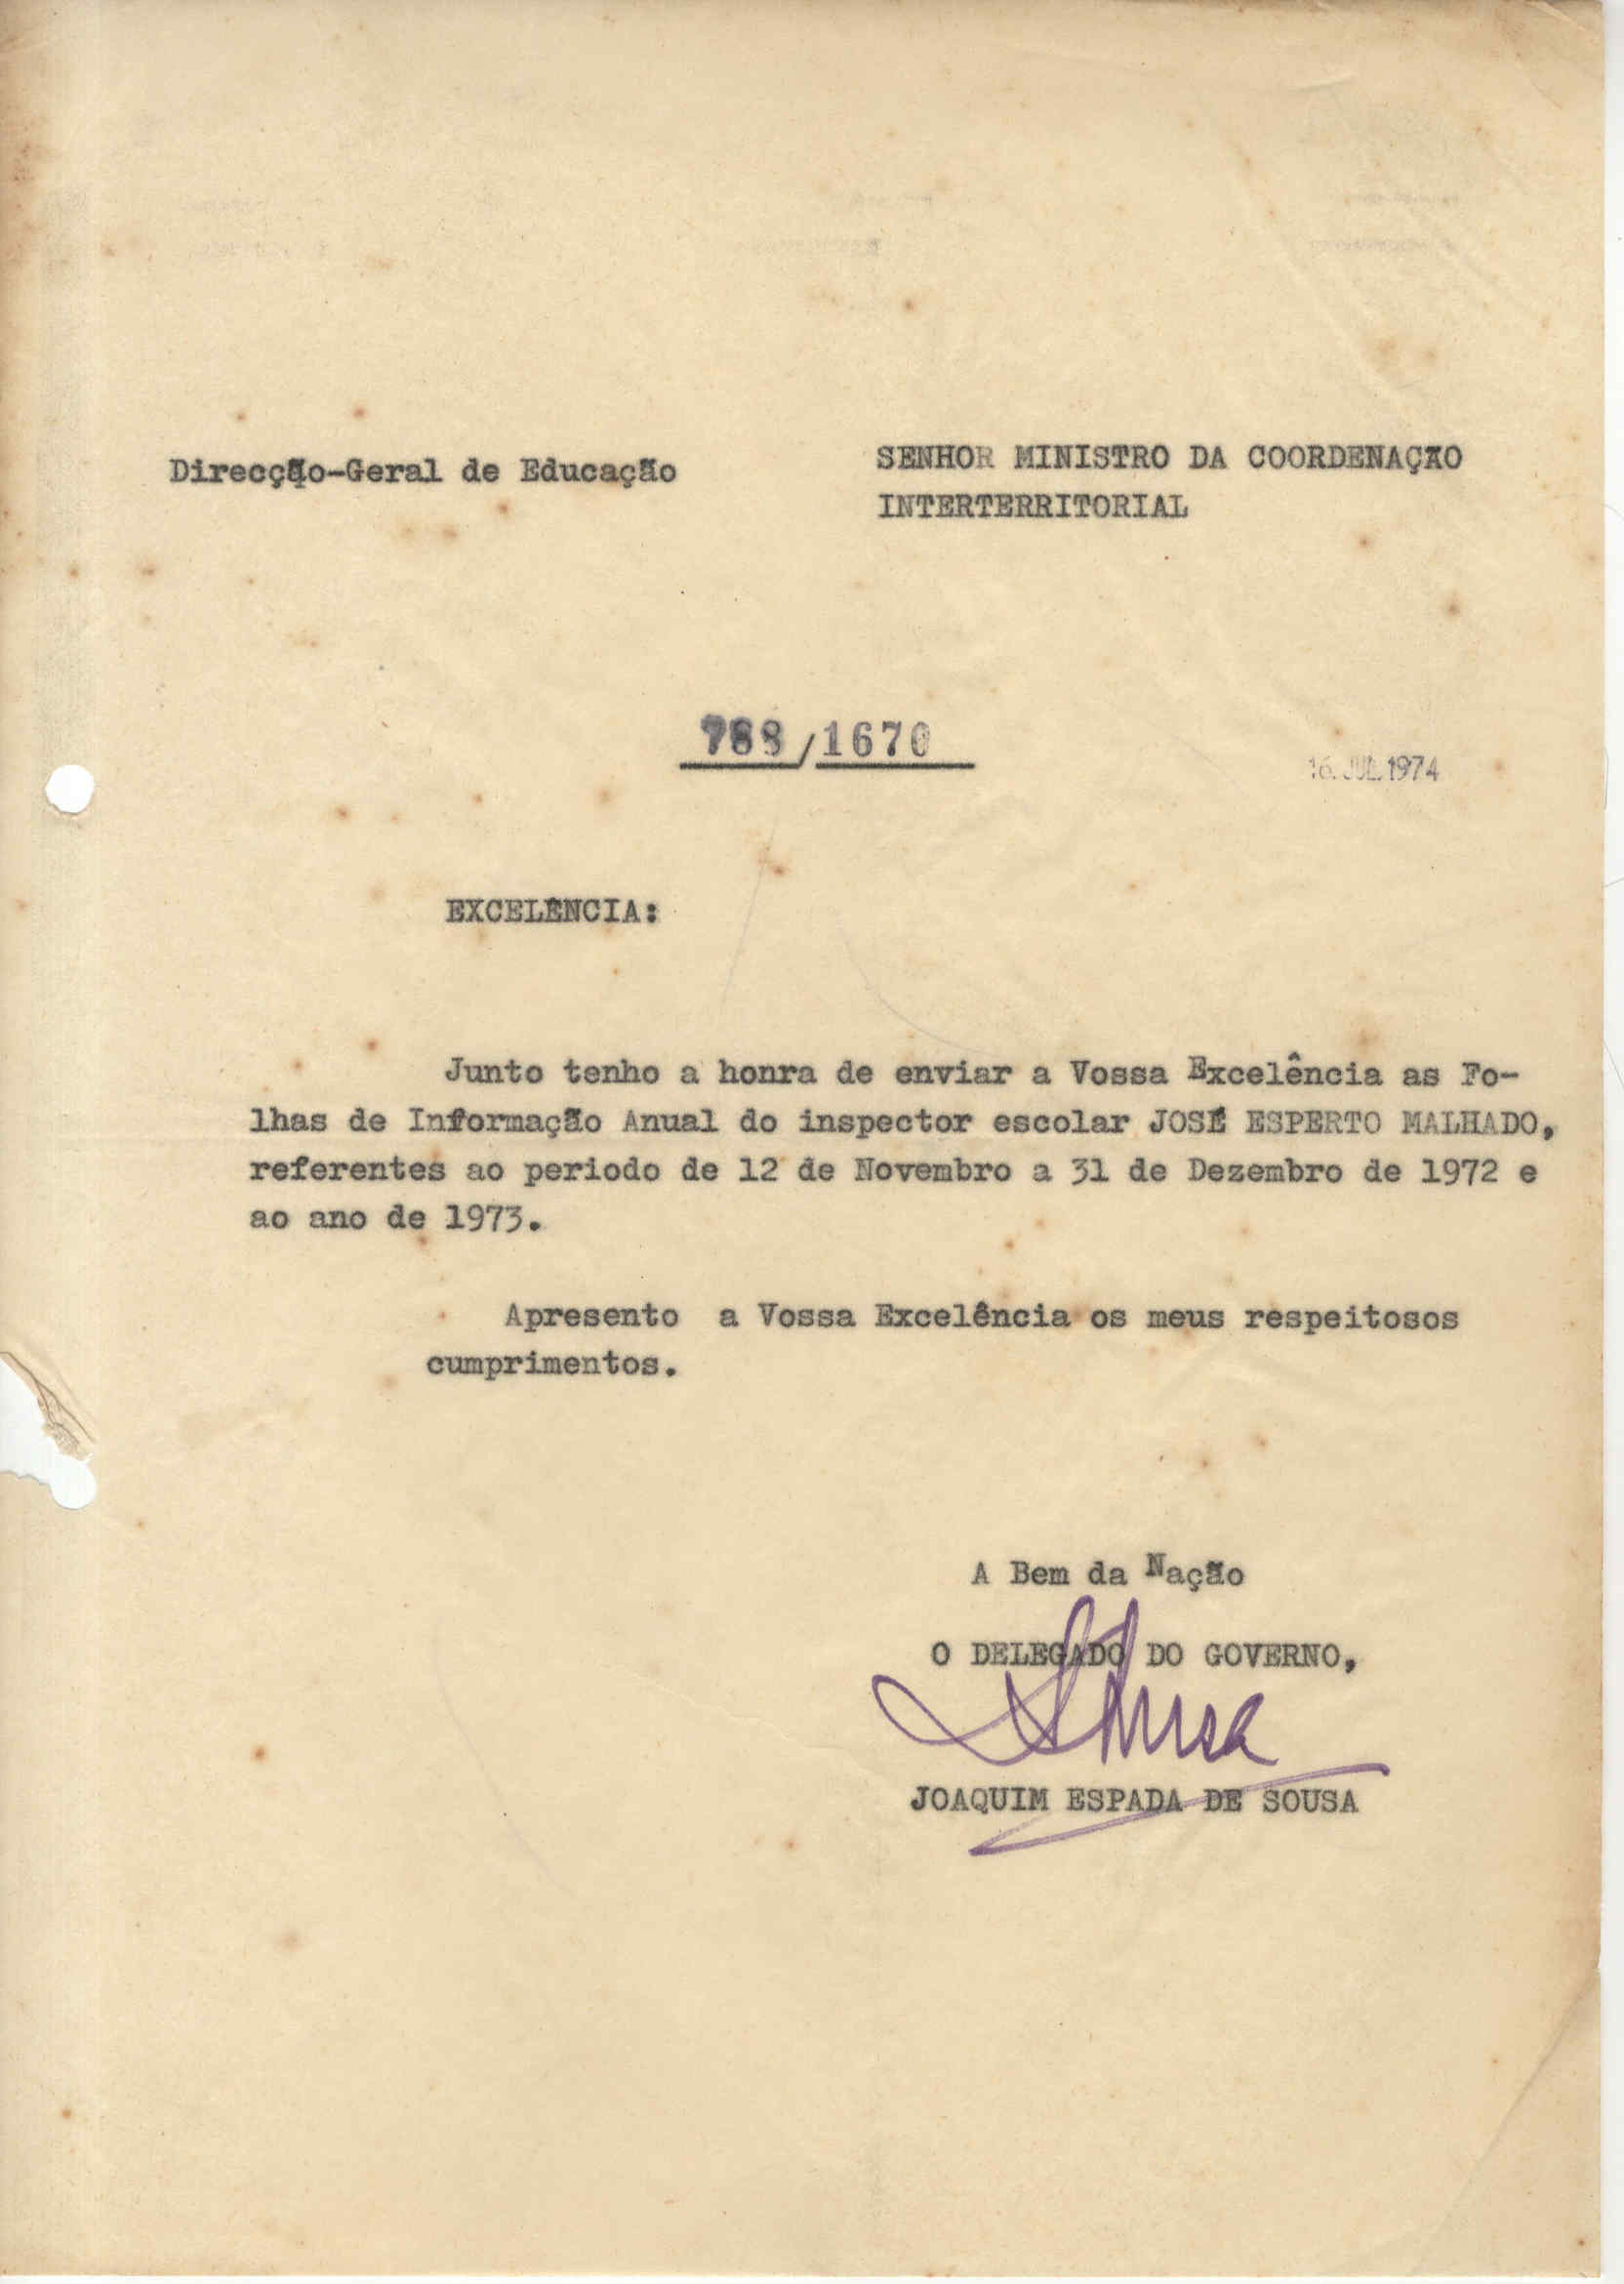 Direcção-Geral de Educação
SENHOR MINISTRO DA COORDENAÇÃO
INTERTERRITORIAL
/1670
16. JUL. 1974
EXCELÊNCIA:
Junto tenho a honra de enviar a Vossa Excelência as Fo-
lhas de Informação Anual do inspector escolar JOSÉ ESPERTO MALHADO,
referentes ao periodo de 12 de Novembro a 31 de Dezembro de 1972 e
ao ano de 1973.
Apresento a Vossa Excelência os meus respeitosos
cumprimentos.
A Bem da Nação
O DELEGADO DO GOVERNO,
JOAQUIM ESPADA DE SOUSA